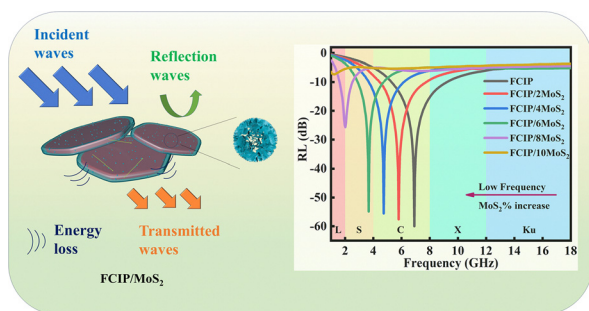 Incident
waves
Reflection
waves
Energy
loss
Transmitted
waves
FCIP/MoS₂
RL (dB)
0
-10
-20
-30
-40
-50
-60
FCIP
FCIP/2MoS₂
FCIP/4MoS₂
FCIP/6MoS₂
FCIP/8MoS₂
FCIP/10MoS₂
Low Frequency
MoS₂% increase
L S C X Ku
2 4 6 8 10 12 14 16 18
Frequency (GHz)